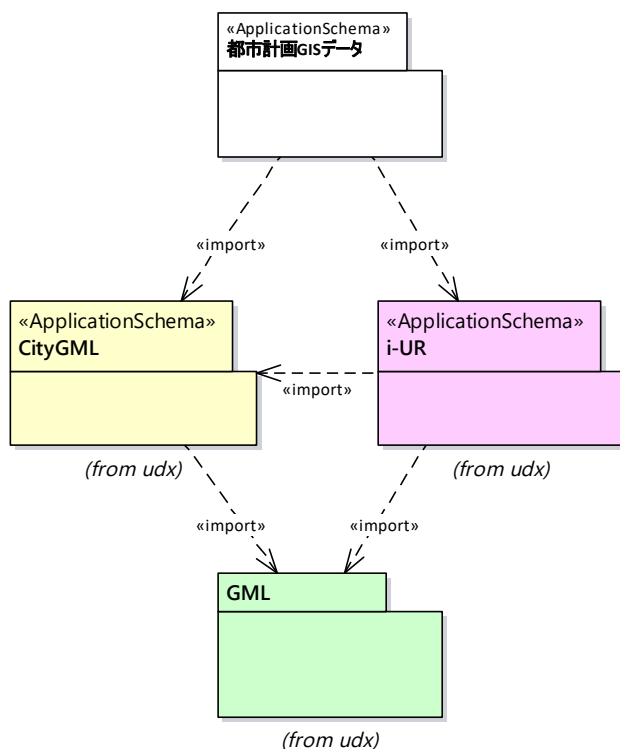 «ApplicationSchema»
都市計画GISデータ
«import»
«import»
«ApplicationSchema»
CityGML
«ApplicationSchema»
i-UR
«import»
(from udx)
(from udx)
«import»
«import»
GML
(from udx)